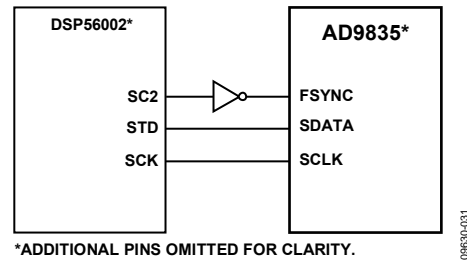 DSP56002*
AD9835*
SC2
FSYNC
STD
SDATA
SCK
SCLK
*ADDITIONAL PINS OMITTED FOR CLARITY.
09630-031